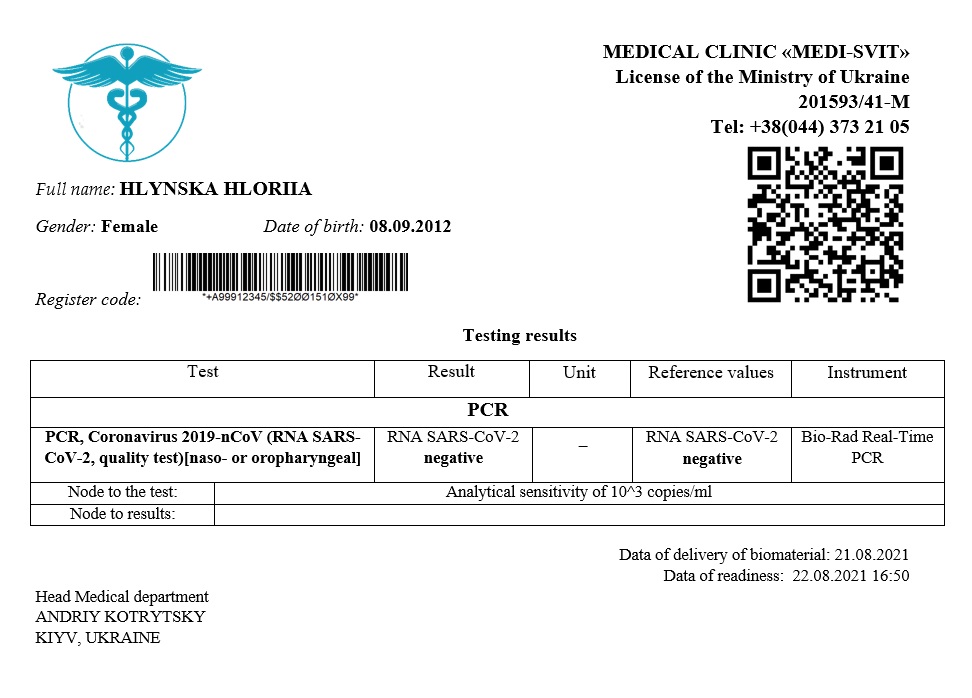 MEDICAL CLINIC «MEDI-SVIT»
License of the Ministry of Ukraine
201593/41-M
Tel: +38(044) 373 21 05
Full name: HLYNSKA HLORIIA
Gender: Female Date of birth: 08.09.2012
Register code: *+A99912345/$$52ØØ151ØX99*
Testing results
Test Result Unit Reference values Instrument
PCR
PCR, Coronavirus 2019-nCoV (RNA SARS- RNA SARS-CoV-2 – RNA SARS-CoV-2 Bio-Rad Real-Time
CoV-2, quality test)[naso- or oropharyngeal] negative negative PCR
Node to the test: Analytical sensitivity of 10^3 copies/ml
Node to results:
Data of delivery of biomaterial: 21.08.2021
Data of readiness: 22.08.2021 16:50
Head Medical department
ANDRIY KOTRYTSKY
KIYV, UKRAINE